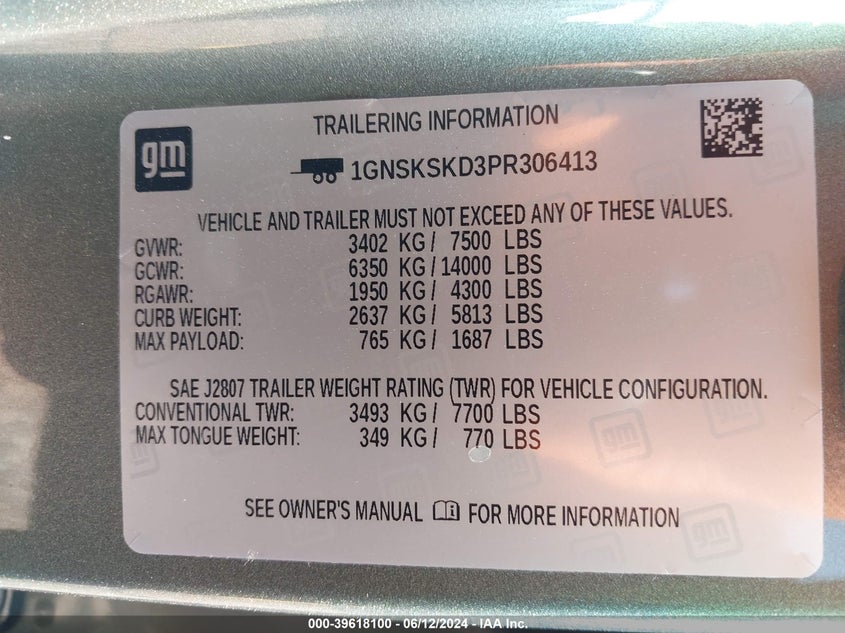 TRAILERING INFORMATION
gm
1GNSKSKD3PR306413
VEHICLE AND TRAILER MUST NOT EXCEED ANY OF THESE VALUES.
GVWR: 3402 KG / 7500 LBS
GCWR: 6350 KG / 14000 LBS
RGAWR: 1950 KG / 4300 LBS
CURB WEIGHT: 2637 KG / 5813 LBS
MAX PAYLOAD: 765 KG / 1687 LBS
SAE J2807 TRAILER WEIGHT RATING (TWR) FOR VEHICLE CONFIGURATION.
CONVENTIONAL TWR: 3493 KG / 7700 LBS
MAX TONGUE WEIGHT: 349 KG / 770 LBS
SEE OWNER'S MANUAL FOR MORE INFORMATION
000-39618100 - 06/12/2024 - IAA Inc.